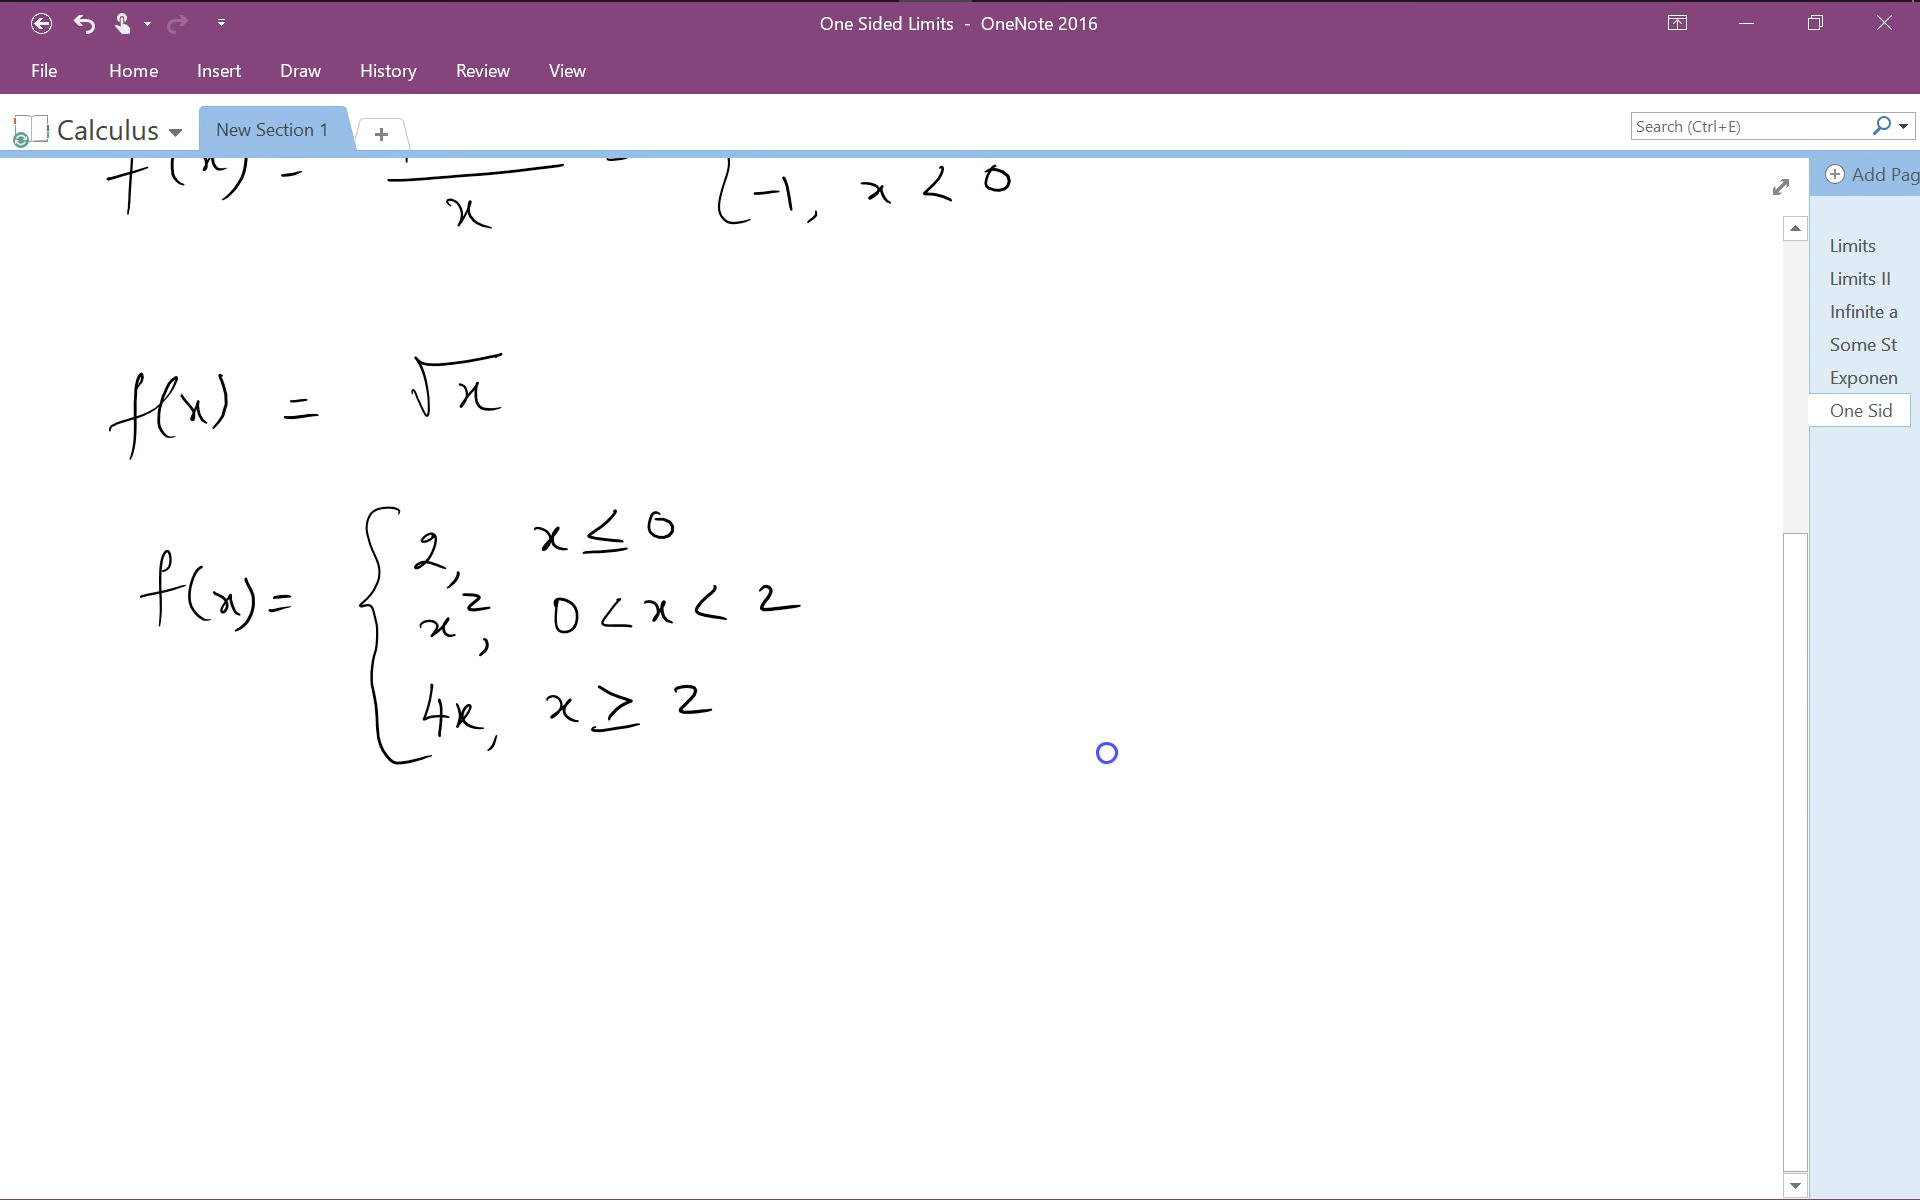 One Sided Limits - OneNote 2016
File Home Insert Draw History Review View
Calculus New Section 1 +
Search (Ctrl+E)
Add Pag
Limits
Limits II
Infinite a
Some St
Exponen
One Sid
f(x) = x {-1, x < 0
f(x) = √x
f(x) = { 2, x ≤ 0
x², 0 < x < 2
4x, x ≥ 2